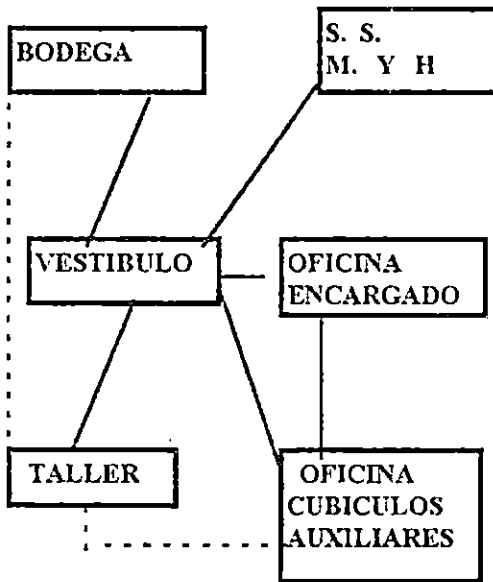 BODEGA
S. S.
M. Y H
VESTIBULO
OFICINA
ENCARGADO
TALLER
OFICINA
CUBICULOS
AUXILIARES